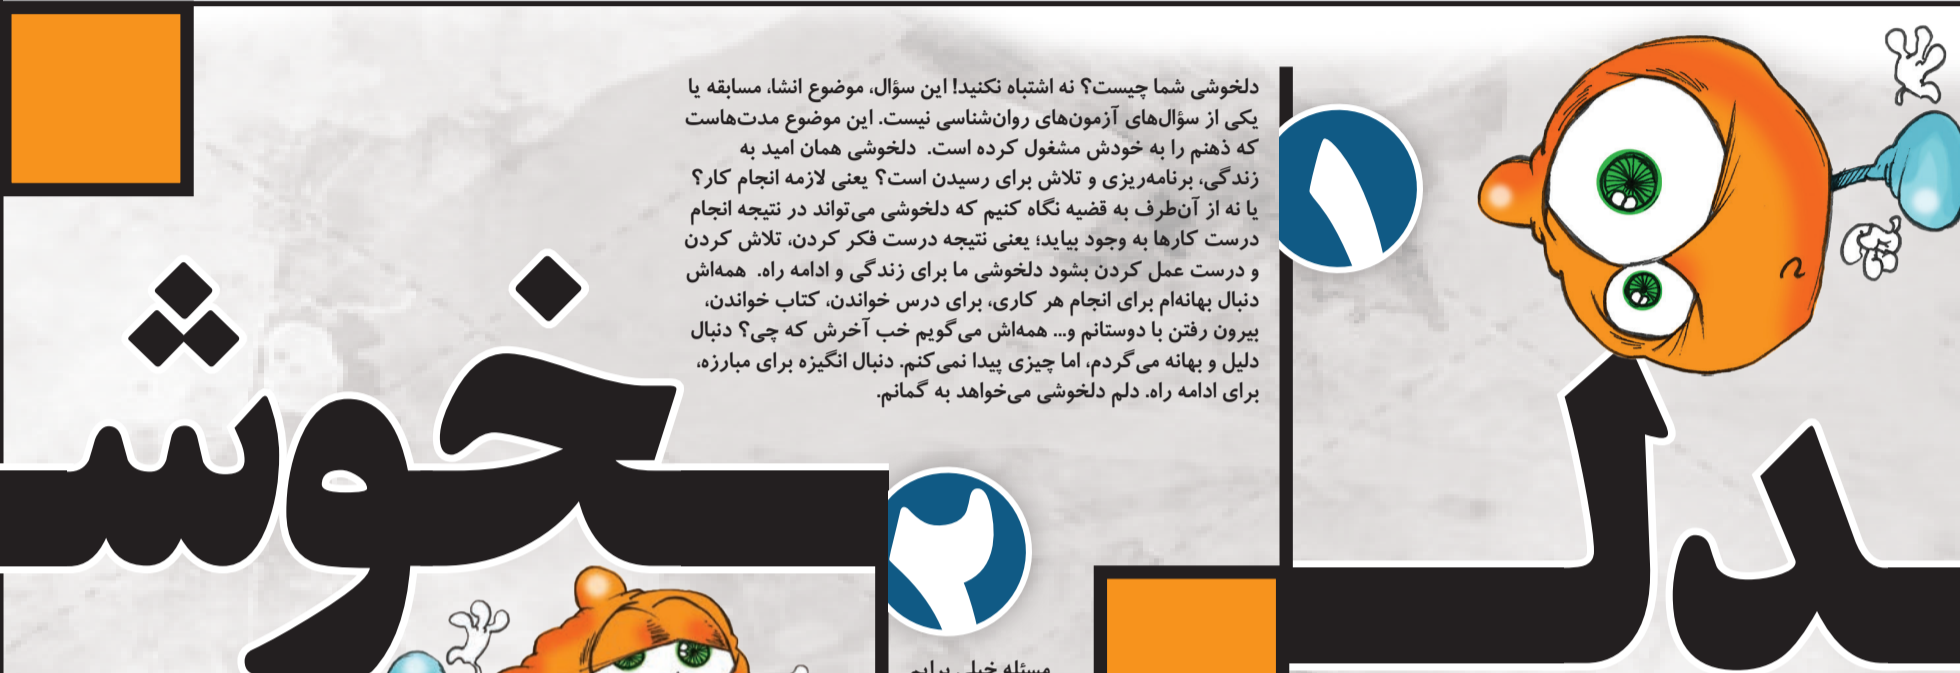 ۱
دلخوشی شما چیست؟ نه اشتباه نکنید! این سؤال، موضوع انشا، مسابقه یا
یکی از سؤال‌های آزمون‌های روان‌شناسی نیست. این موضوع مدت‌هاست
که ذهنم را به خودش مشغول کرده است. دلخوشی همان امید به
زندگی، برنامه‌ریزی و تلاش برای رسیدن است؟ یعنی لازمه انجام کار؟
یا نه از آن‌طرف به قضیه نگاه کنیم که دلخوشی می‌تواند در نتیجه انجام
درست کارها به وجود بیاید؛ یعنی نتیجه درست فکر کردن، تلاش کردن
و درست عمل کردن بشود دلخوشی ما برای زندگی و ادامه راه. همه‌اش
دنبال بهانه‌ام برای انجام هر کاری، برای درس خواندن، کتاب خواندن،
بیرون رفتن با دوستانم و... همه‌اش می‌گویم خب آخرش که چی؟ دنبال
دلیل و بهانه می‌گردم، اما چیزی پیدا نمی‌کنم. دنبال انگیزه برای مبارزه،
برای ادامه راه. دلم دلخوشی می‌خواهد به گمانم.
ـدلـخوشـ
۲
مسئله خیلی برایم